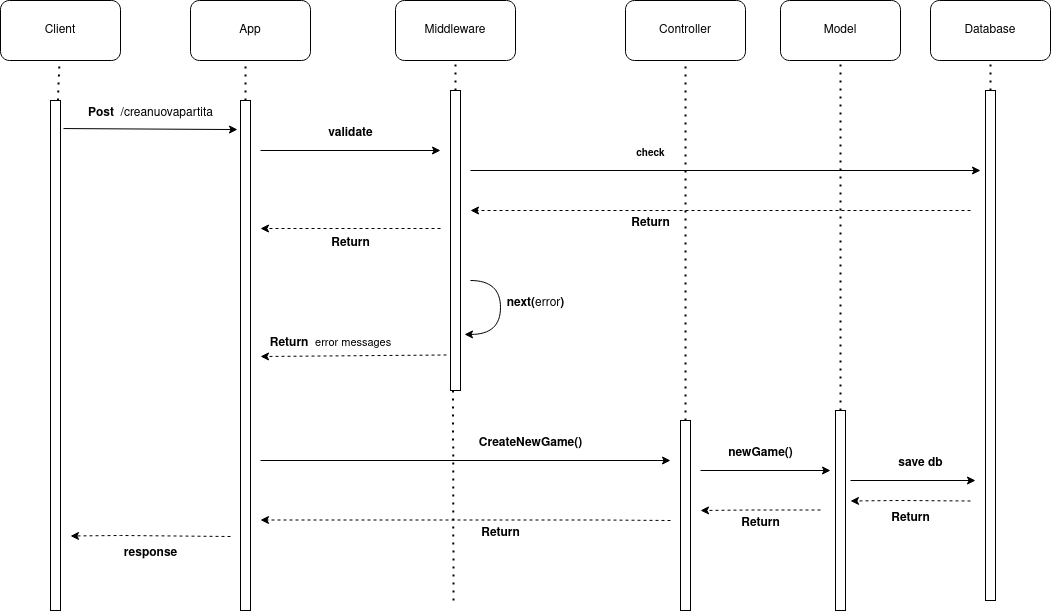 Client
App
Middleware
Controller
Model
Database
Post /creanuovapartita
validate
check
Return
Return
next(error)
Return error messages
CreateNewGame()
newGame()
save db
Return
Return
Return
response